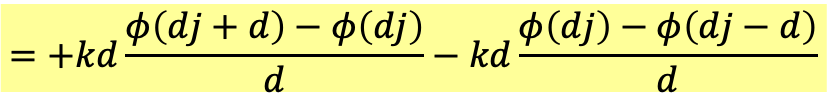 = +kd (ϕ(dj + d) − ϕ(dj))/d − kd (ϕ(dj) − ϕ(dj − d))/d